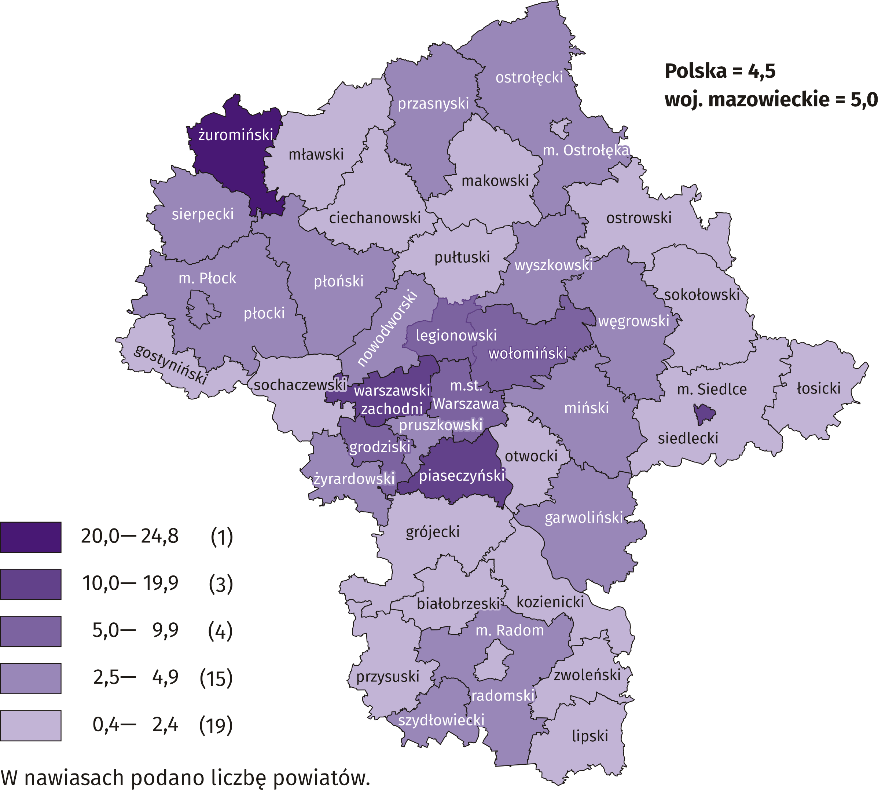 Polska = 4,5
woj. mazowieckie = 5,0
ostrołęcki
przasnyski
żuromiński
mławski
m. Ostrołęka
makowski
sierpecki
ciechanowski
ostrowski
pułtuski
wyszkowski
m. Płock
płoński
sokołowski
płocki
nowodworski
węgrowski
legionowski
wołomiński
gostyniński
sochaczewski
warszawski
zachodni
m.st.
Warszawa
m. Siedlce
łosicki
miński
pruszkowski
siedlecki
grodziski
otwocki
żyrardowski
piaseczyński
garwoliński
grójecki
białobrzeski
kozienicki
m. Radom
przysuski
zwoleński
radomski
szydłowiecki
lipski
20,0— 24,8 (1)
10,0— 19,9 (3)
5,0— 9,9 (4)
2,5— 4,9 (15)
0,4— 2,4 (19)
W nawiasach podano liczbę powiatów.